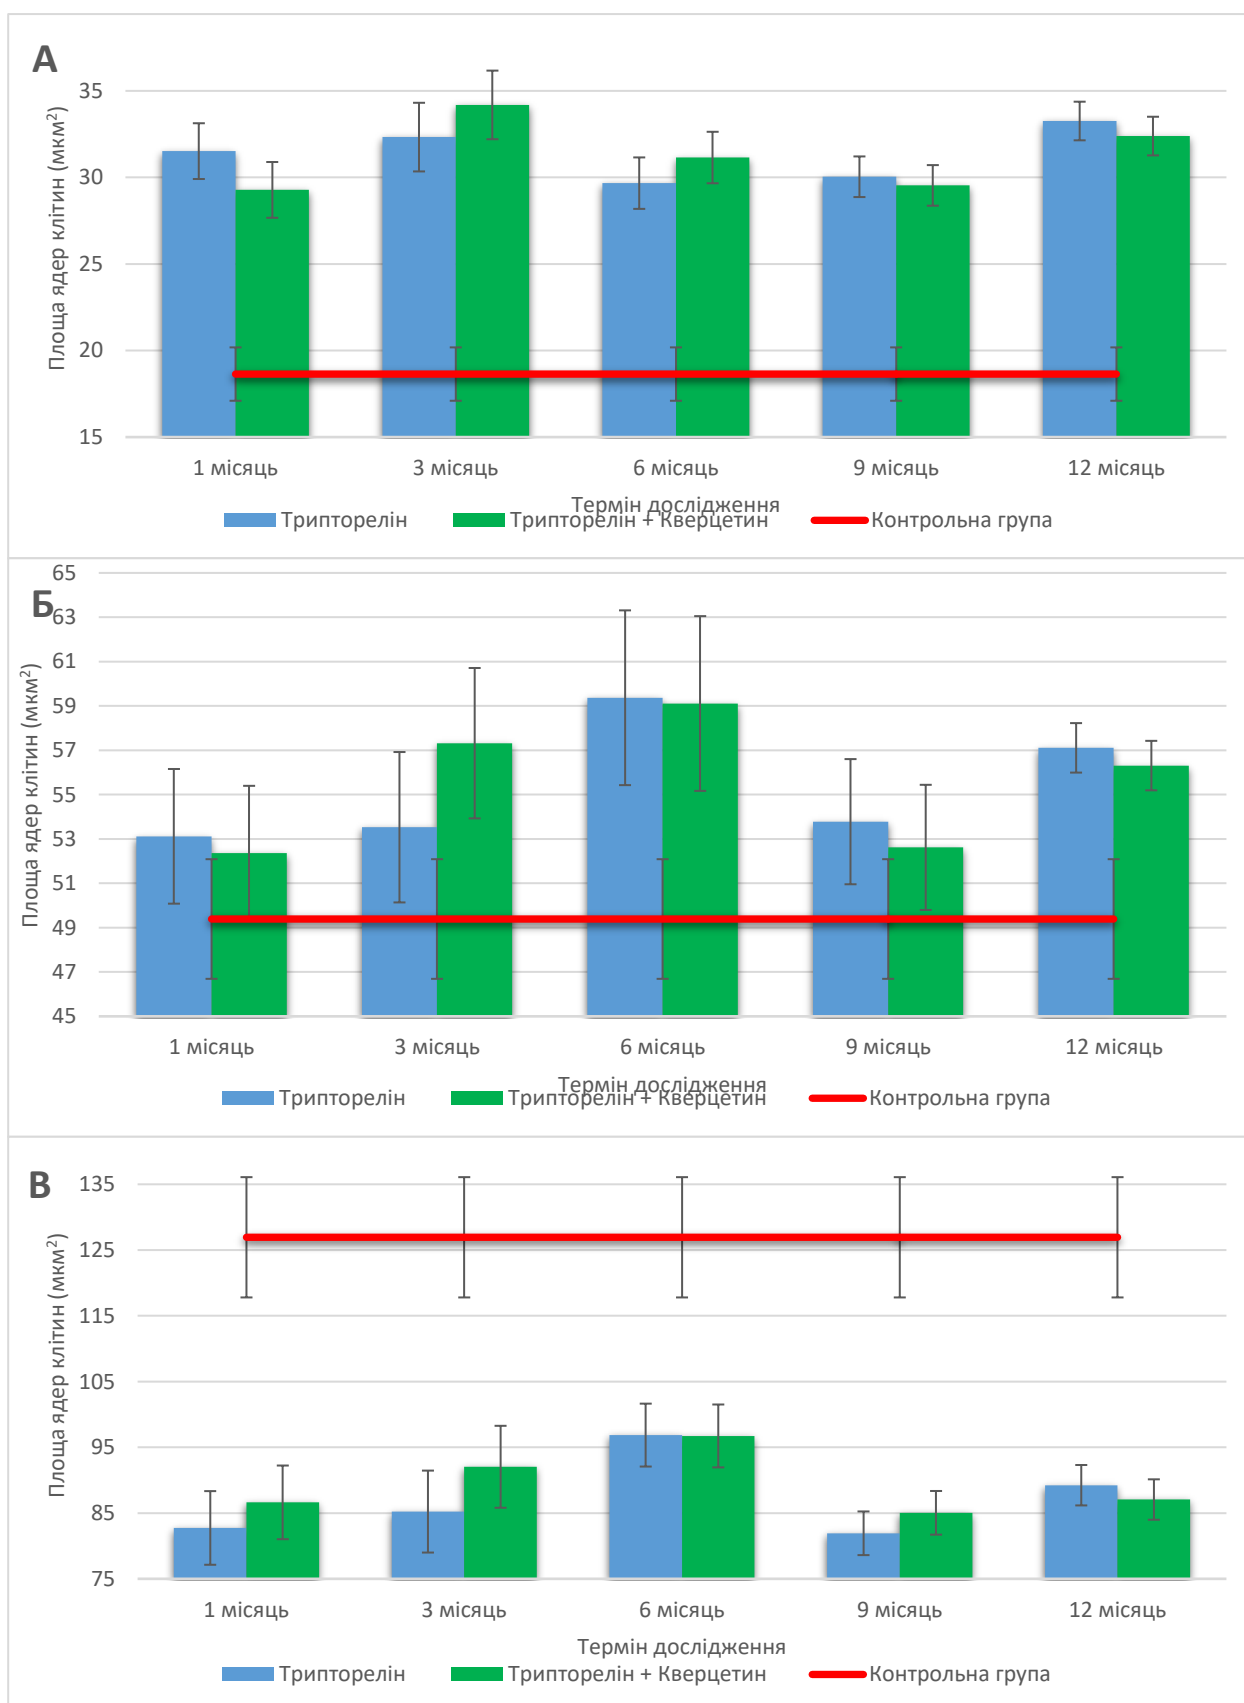 А
Площа ядер клітин (мкм²)
35
30
25
20
15
1 місяць 3 місяць 6 місяць 9 місяць 12 місяць
Термін дослідження
Трипторелін Трипторелін + Кверцетин Контрольна група
Б
Площа ядер клітин (мкм²)
65
63
61
59
57
55
53
51
49
47
45
1 місяць 3 місяць 6 місяць 9 місяць 12 місяць
Термін дослідження
Трипторелін Трипторелін + Кверцетин Контрольна група
В
Площа ядер клітин (мкм²)
135
125
115
105
95
85
75
1 місяць 3 місяць 6 місяць 9 місяць 12 місяць
Термін дослідження
Трипторелін Трипторелін + Кверцетин Контрольна група